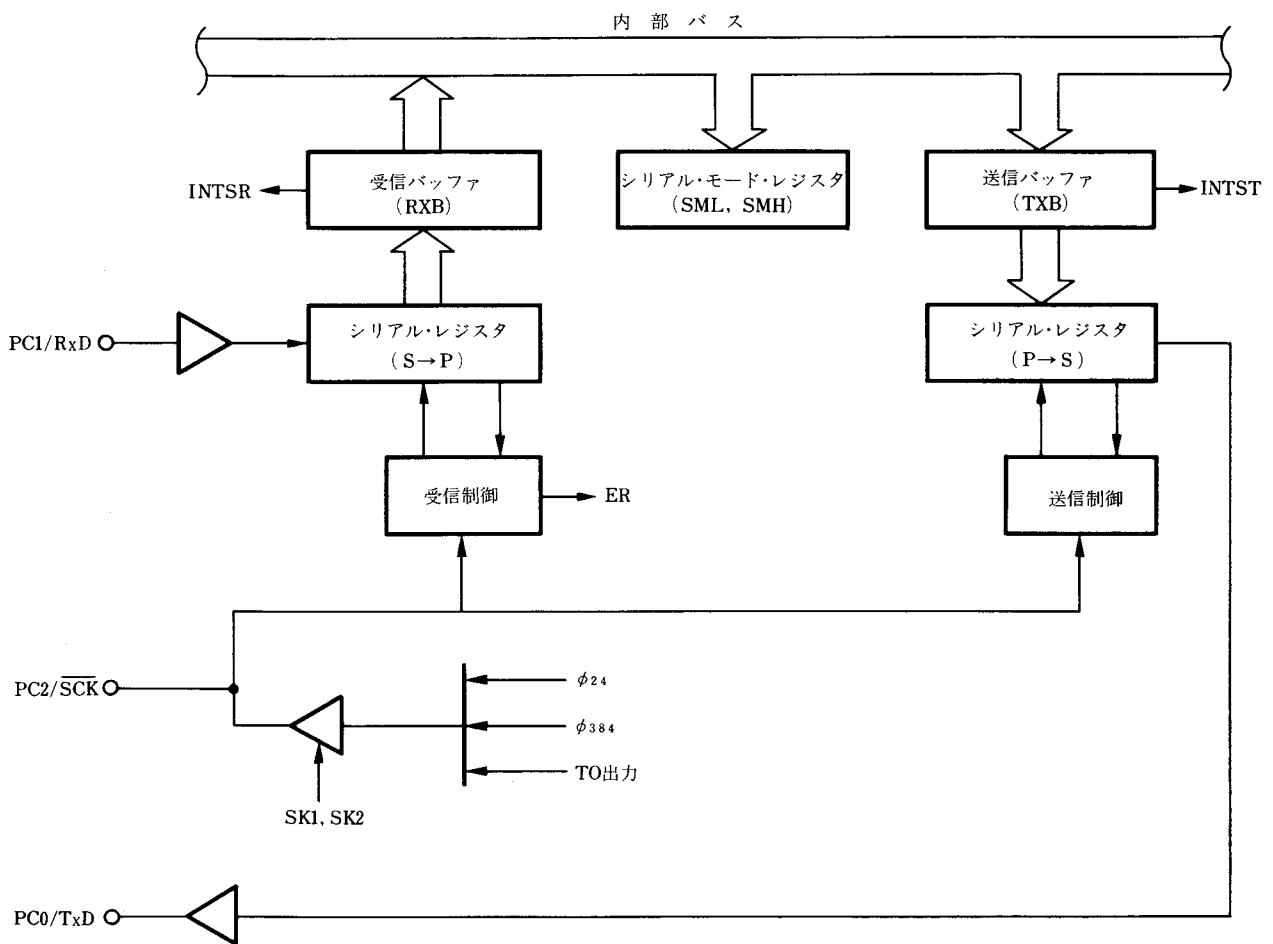 内部バス
受信バッファ
(RXB)
シリアル・モード・レジスタ
(SML, SMH)
送信バッファ
(TXB)
INTSR
INTST
PC1/RxD
シリアル・レジスタ
(S→P)
シリアル・レジスタ
(P→S)
受信制御
ER
送信制御
PC2/S̅C̅K̅
φ24
φ384
TO出力
SK1, SK2
PC0/TxD